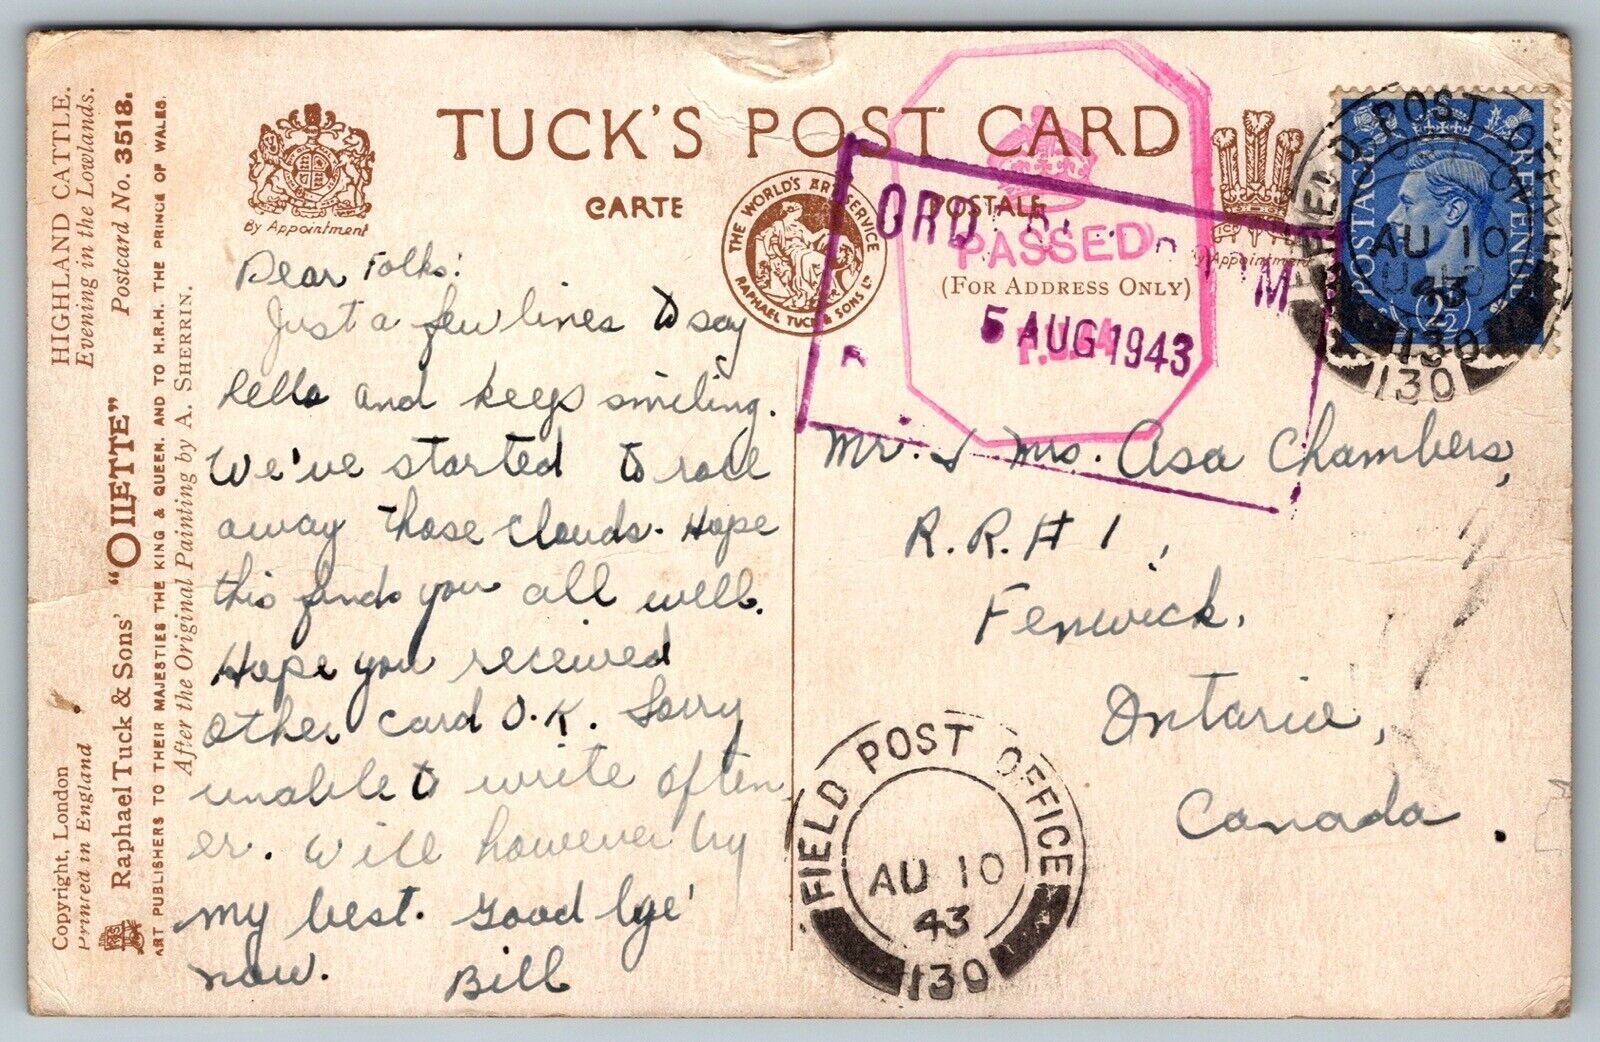 HIGHLAND CATTLE.
Evening in the Lowlands.
Postcard No. 3518.
Raphael Tuck & Sons' "OILETTE"
ART PUBLISHERS TO THEIR MAJESTIES THE KING & QUEEN, AND TO H.R.H. THE PRINCE OF WALES.
After the Original Painting by A. SHERRIN.
Copyright, London
Printed in England
TUCK'S POST CARD
CARTE POSTALE
By Appointment
By Appointment
THE WORLD'S ART SERVICE
RAPHAEL TUCK & SONS LD
(FOR ADDRESS ONLY)
PASSED
ORD
5 AUG 1943
POSTAGE REVENUE
2½
FIELD POST OFFICE
AU 10
43
130
Dear Folks:
Just a few lines to say
hello and keep smiling.
We've started to roll
away those clouds. Hope
this finds you all well.
Hope you received
other card O.K. Sorry
unable to write often
er. Will however try
my best. Good bye
now. Bill
Mr. & Mrs. Asa Chambers,
R.R.# 1,
Fenwick,
Ontario,
Canada.
FIELD POST OFFICE
AU 10
43
130